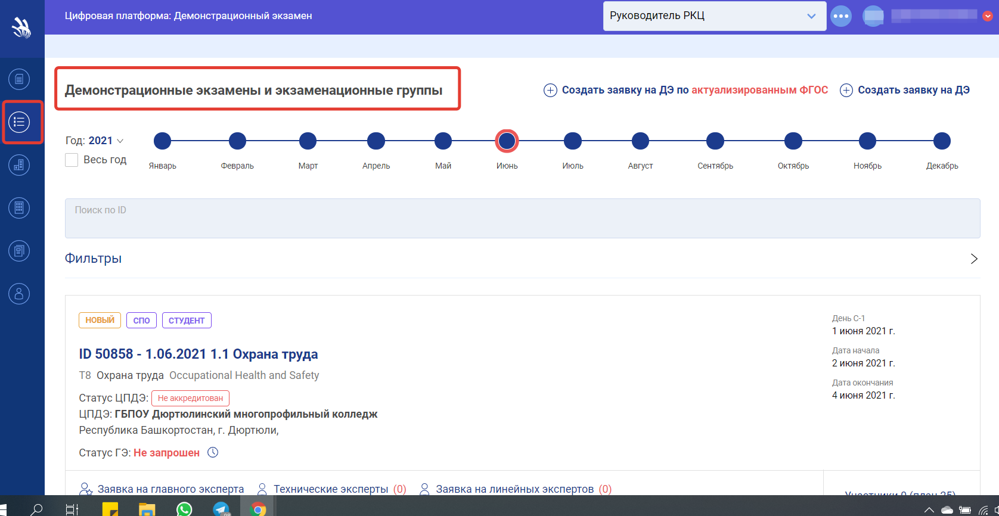 Цифровая платформа: Демонстрационный экзамен
Руководитель РКЦ
Демонстрационные экзамены и экзаменационные группы
Создать заявку на ДЭ по актуализированным ФГОС
Создать заявку на ДЭ
Год: 2021
Весь год
Январь
Февраль
Март
Апрель
Май
Июнь
Июль
Август
Сентябрь
Октябрь
Ноябрь
Декабрь
Поиск по ID
Фильтры
НОВЫЙ
СПО
СТУДЕНТ
ID 50858 - 1.06.2021 1.1 Охрана труда
T8 Охрана труда Occupational Health and Safety
Статус ЦПДЭ: Не аккредитован
ЦПДЭ: ГБПОУ Дюртюлинский многопрофильный колледж
Республика Башкортостан, г. Дюртюли,
Статус ГЭ: Не запрошен
День С-1
1 июня 2021 г.
Дата начала
2 июня 2021 г.
Дата окончания
4 июня 2021 г.
Заявка на главного эксперта
Технические эксперты (0)
Заявка на линейных экспертов (0)
Участники 0 (план 25)